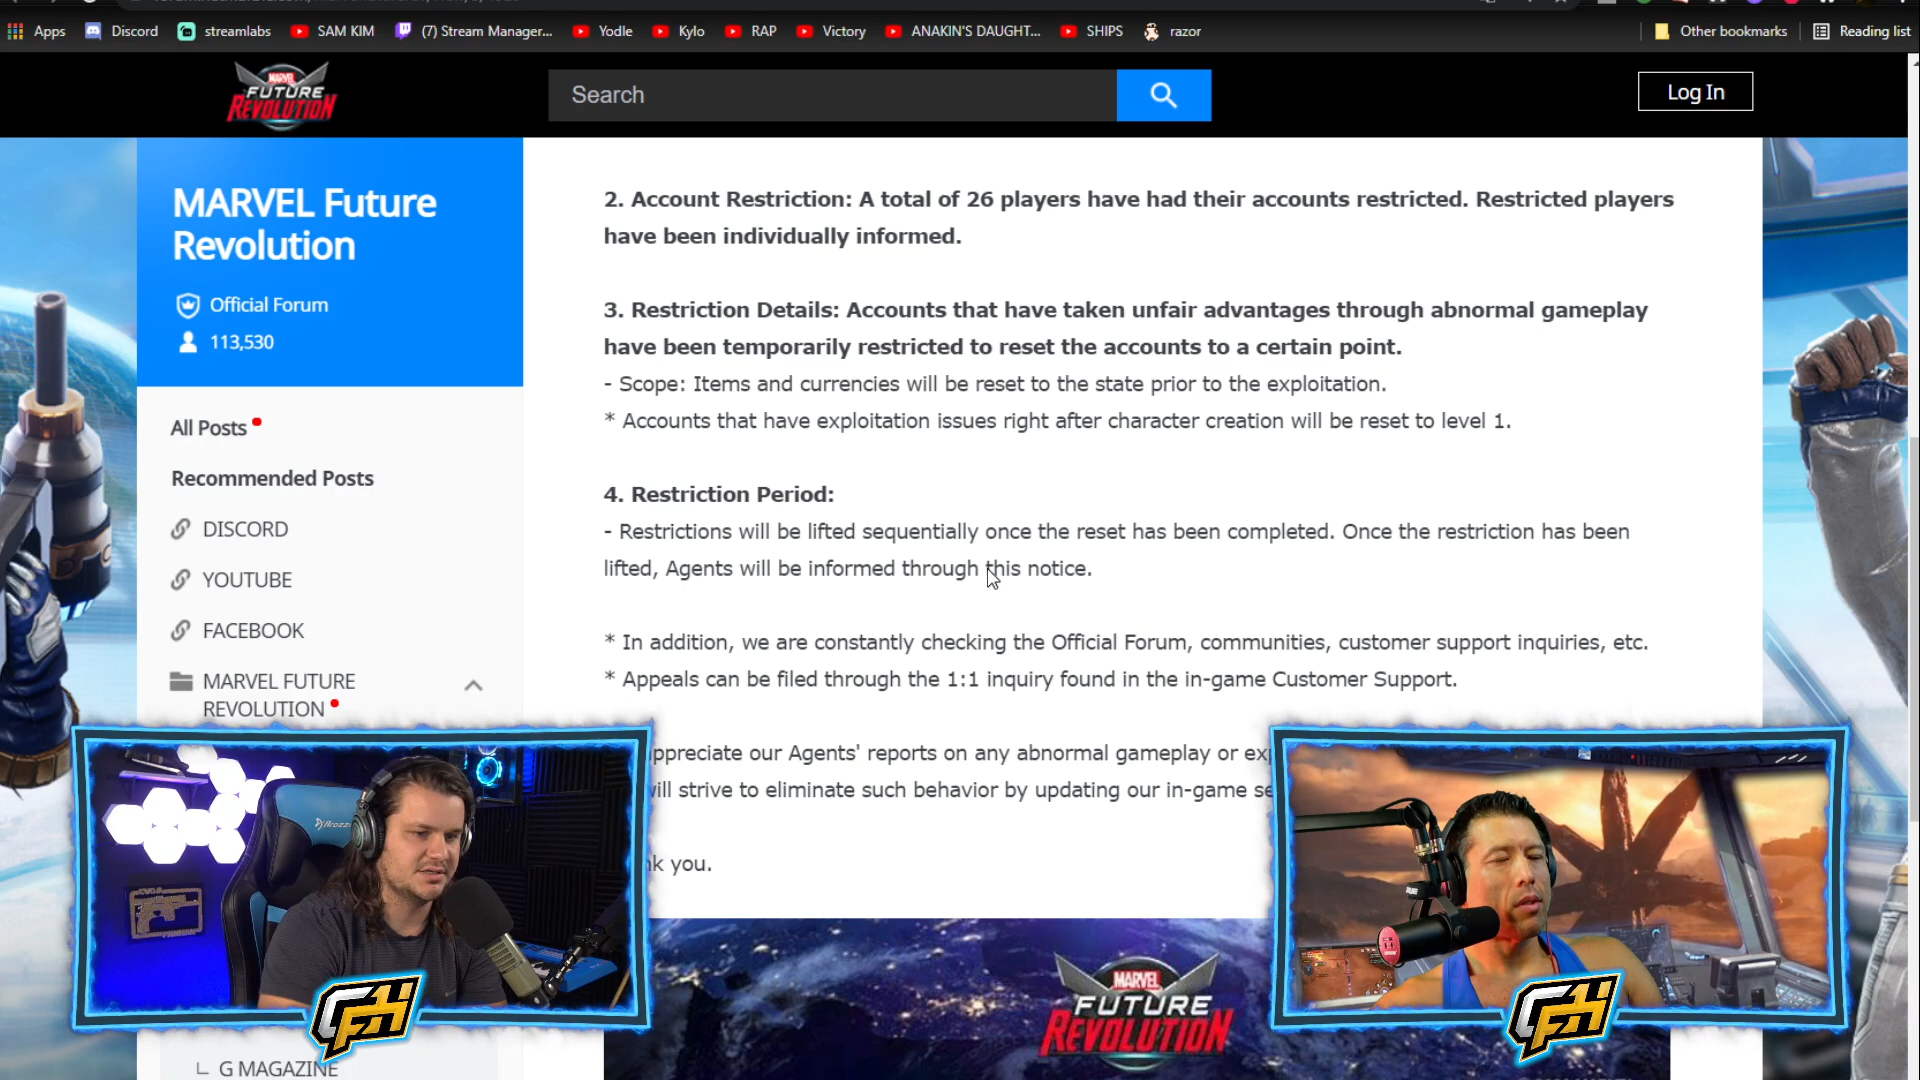 Apps
Discord
streamlabs
SAM KIM
(7) Stream Manager...
Yodle
Kylo
RAP
Victory
ANAKIN'S DAUGHT...
SHIPS
razor
Other bookmarks
Reading list
MARVEL
FUTURE
REVOLUTION
Search
Log In
MARVEL Future
Revolution
Official Forum
113,530
All Posts
Recommended Posts
DISCORD
YOUTUBE
FACEBOOK
MARVEL FUTURE
REVOLUTION
G MAGAZINE
2. Account Restriction: A total of 26 players have had their accounts restricted. Restricted players
have been individually informed.
3. Restriction Details: Accounts that have taken unfair advantages through abnormal gameplay
have been temporarily restricted to reset the accounts to a certain point.
- Scope: Items and currencies will be reset to the state prior to the exploitation.
* Accounts that have exploitation issues right after character creation will be reset to level 1.
4. Restriction Period:
- Restrictions will be lifted sequentially once the reset has been completed. Once the restriction has been
lifted, Agents will be informed through this notice.
* In addition, we are constantly checking the Official Forum, communities, customer support inquiries, etc.
* Appeals can be filed through the 1:1 inquiry found in the in-game Customer Support.
appreciate our Agents' reports on any abnormal gameplay or
will strive to eliminate such behavior by updating our in-game
you.
MARVEL
FUTURE
REVOLUTION